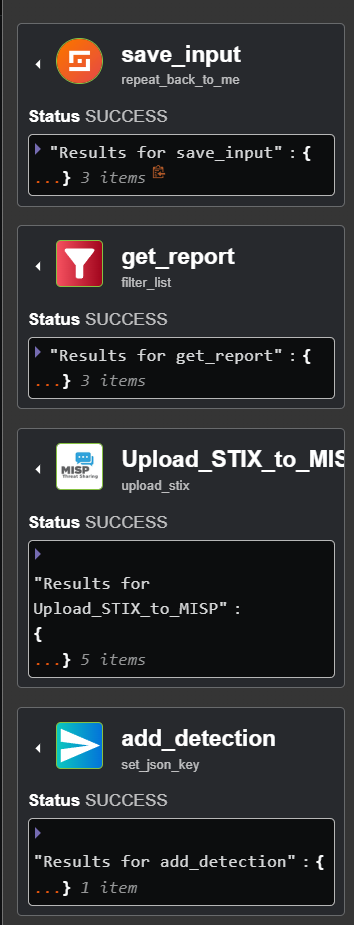 save_input
repeat_back_to_me
Status SUCCESS
"Results for save_input" : {
...} 3 items
get_report
filter_list
Status SUCCESS
"Results for get_report" : {
...} 3 items
MISP
Threat Sharing
Upload_STIX_to_MIS
upload_stix
Status SUCCESS
"Results for
Upload_STIX_to_MISP" :
{
...} 5 items
add_detection
set_json_key
Status SUCCESS
"Results for add_detection" : {
...} 1 item